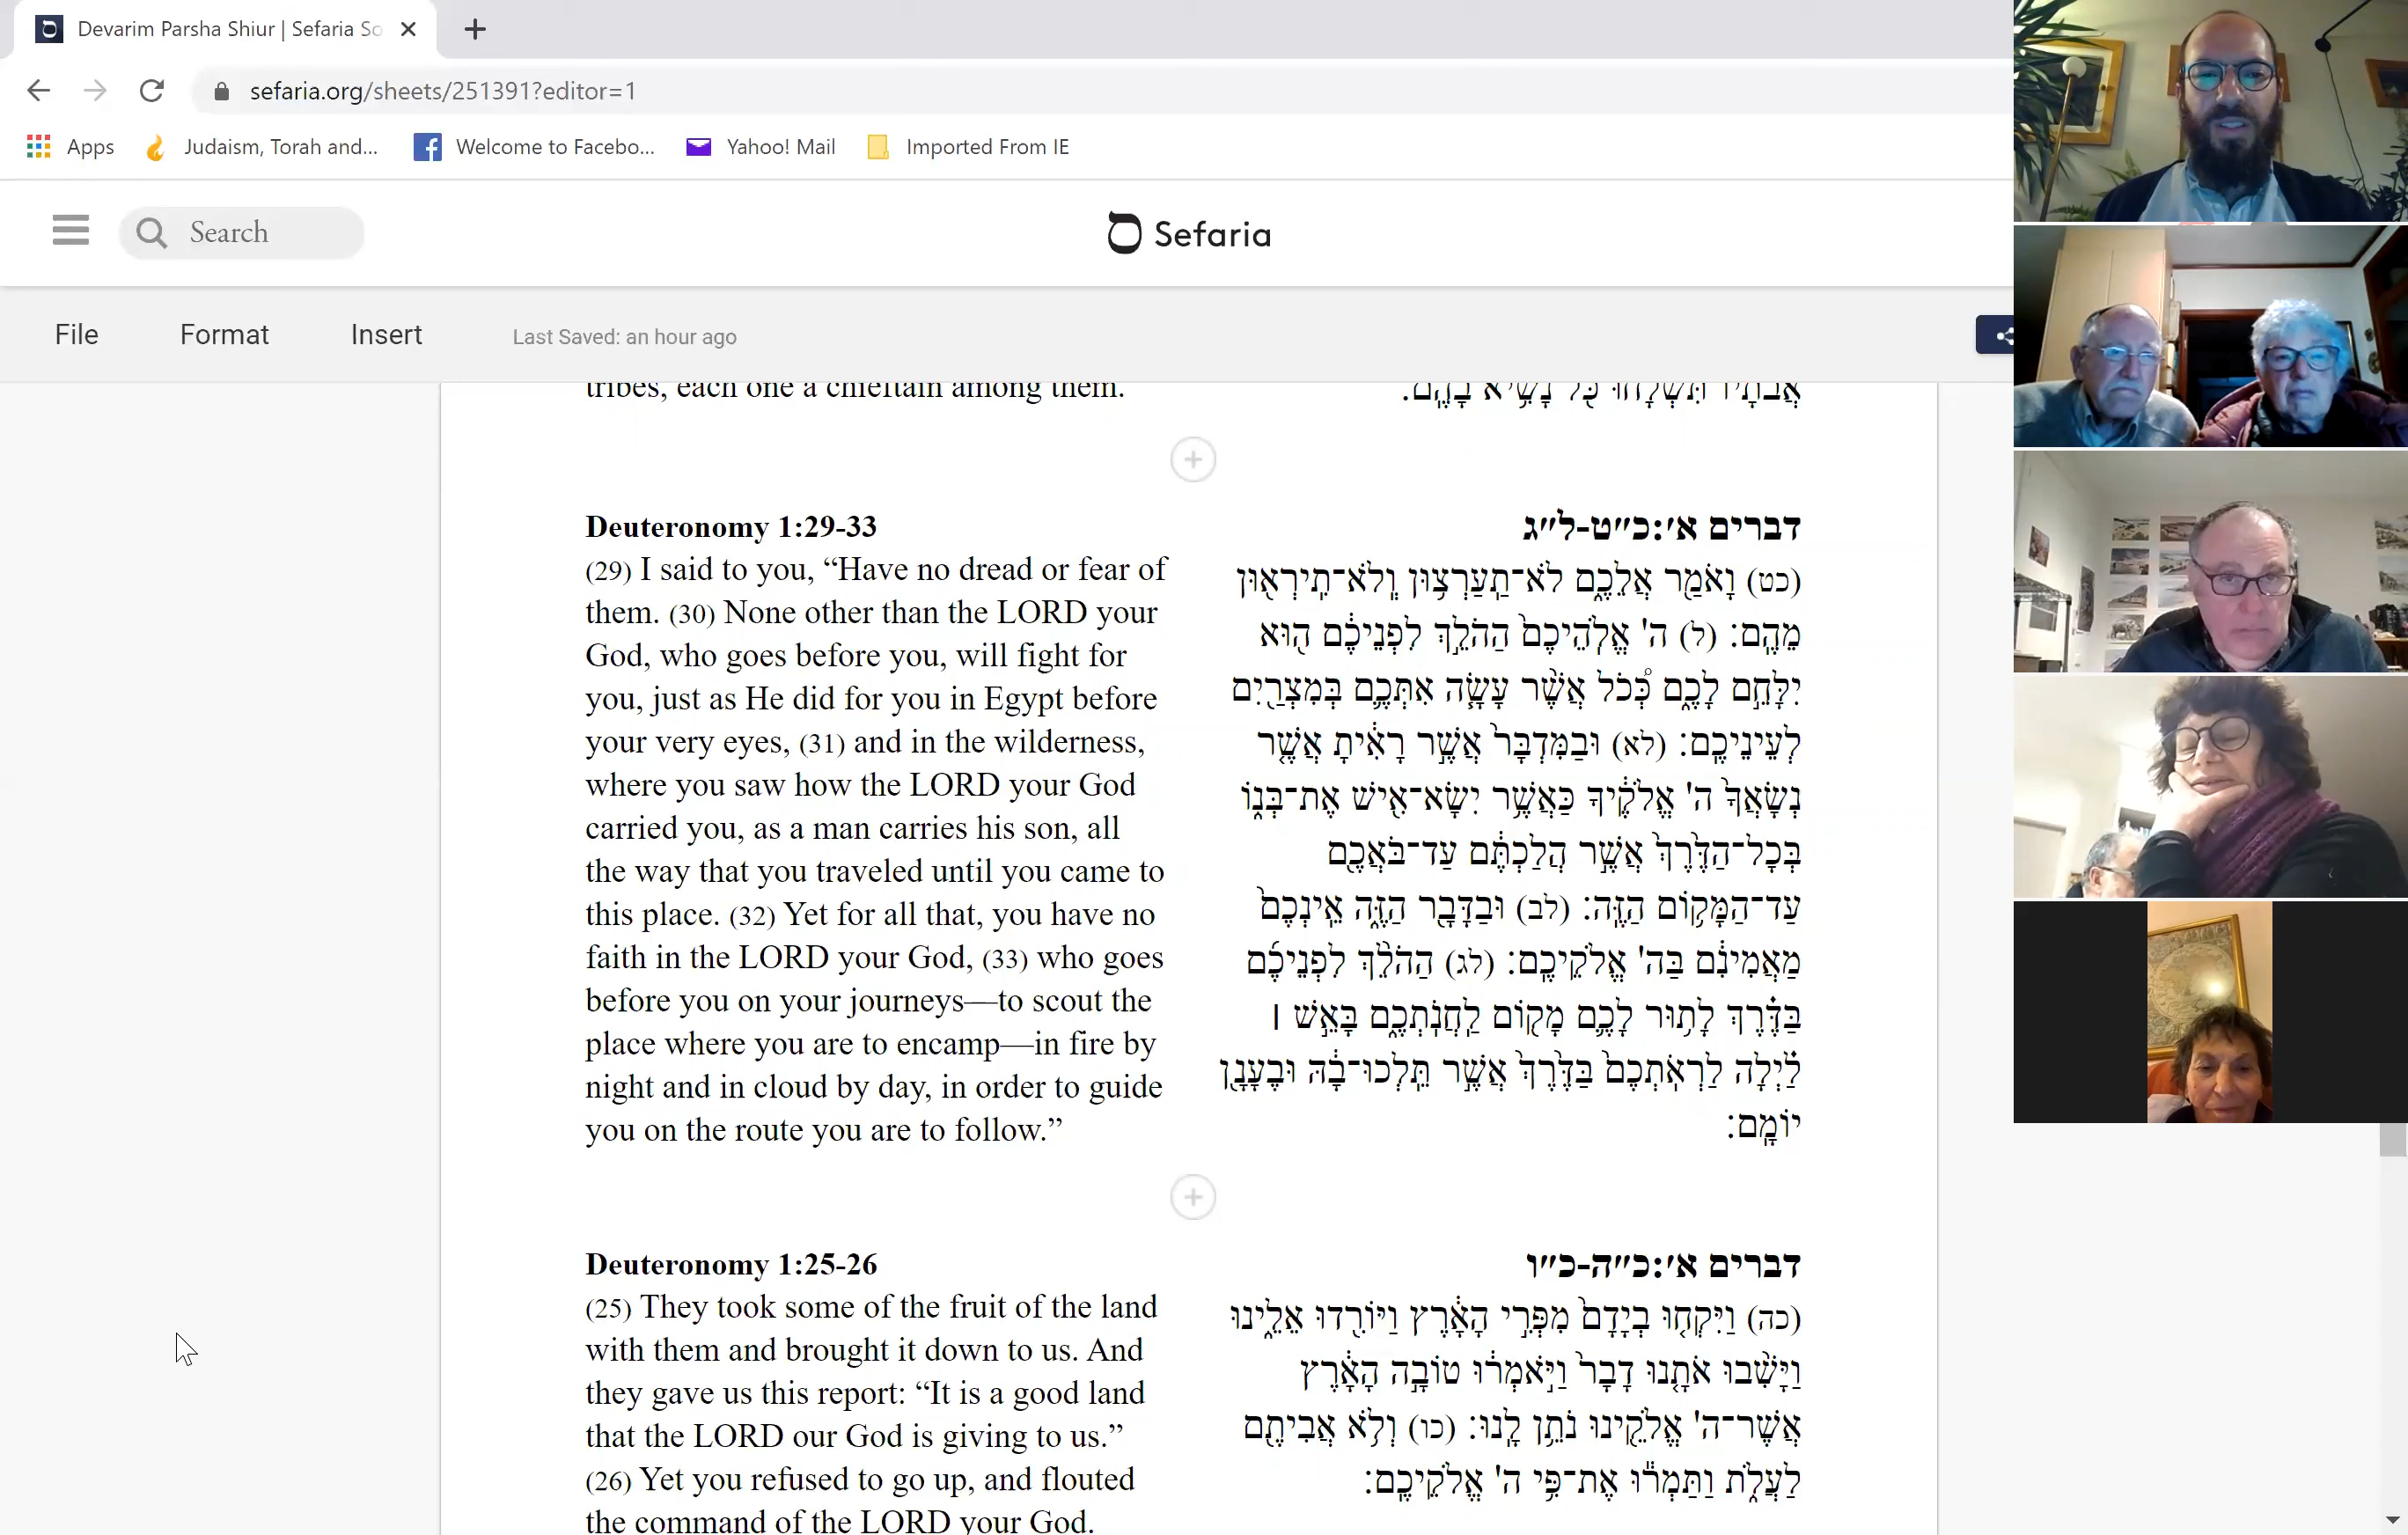 Devarim Parsha Shiur | Sefaria So
sefaria.org/sheets/251391?editor=1
Apps
Judaism, Torah and...
Welcome to Facebo...
Yahoo! Mail
Imported From IE
Search
Sefaria
File
Format
Insert
Last Saved: an hour ago
tribes, each one a chieftain among them.
אֲבֹתָיו תִּשְׁלָחוּ כֹּל נָשִׂיא בָהֶם.
Deuteronomy 1:29-33
(29) I said to you, “Have no dread or fear of
them. (30) None other than the LORD your
God, who goes before you, will fight for
you, just as He did for you in Egypt before
your very eyes, (31) and in the wilderness,
where you saw how the LORD your God
carried you, as a man carries his son, all
the way that you traveled until you came to
this place. (32) Yet for all that, you have no
faith in the LORD your God, (33) who goes
before you on your journeys—to scout the
place where you are to encamp—in fire by
night and in cloud by day, in order to guide
you on the route you are to follow.”
דברים א׳:כ״ט-ל״ג
(כט) וָאֹמַ֖ר אֲלֵכֶ֑ם לֹא־תַֽעַרְצ֥וּן וְֽלֹא־תִֽירְא֖וּן
מֵהֶֽם׃ (ל) ה' אֱלֹֽהֵיכֶם֙ הַהֹלֵ֣ךְ לִפְנֵיכֶ֔ם ה֖וּא
יִלָּחֵ֣ם לָכֶ֑ם כְּ֠כֹל אֲשֶׁ֨ר עָשָׂ֧ה אִתְּכֶ֛ם בְּמִצְרַ֖יִם
לְעֵינֵיכֶֽם׃ (לא) וּבַמִּדְבָּר֙ אֲשֶׁ֣ר רָאִ֔יתָ אֲשֶׁ֤ר
נְשָׂאֲךָ֙ ה' אֱלֹקֶ֔יךָ כַּאֲשֶׁ֥ר יִשָּׂא־אִ֖ישׁ אֶת־בְּנ֑וֹ
בְּכָל־הַדֶּ֙רֶךְ֙ אֲשֶׁ֣ר הֲלַכְתֶּ֔ם עַד־בֹּאֲכֶ֖ם
עַד־הַמָּק֥וֹם הַזֶּֽה׃ (לב) וּבַדָּבָ֖ר הַזֶּ֑ה אֵֽינְכֶם֙
מַאֲמִינִ֔ם בַּה' אֱלֹקֵיכֶֽם׃ (לג) הַהֹלֵ֨ךְ לִפְנֵיכֶ֜ם
בַּדֶּ֗רֶךְ לָת֥וּר לָכֶ֛ם מָק֖וֹם לַֽחֲנֹֽתְכֶ֑ם בָּאֵ֣שׁ ׀
לַ֗יְלָה לַרְאֹֽתְכֶם֙ בַּדֶּ֙רֶךְ֙ אֲשֶׁ֣ר תֵּֽלְכוּ־בָ֔הּ וּבֶעָנָ֖ן
יוֹמָֽם׃
Deuteronomy 1:25-26
(25) They took some of the fruit of the land
with them and brought it down to us. And
they gave us this report: “It is a good land
that the LORD our God is giving to us.”
(26) Yet you refused to go up, and flouted
the command of the LORD your God.
דברים א׳:כ״ה-כ״ו
(כה) וַיִּקְח֤וּ בְיָדָם֙ מִפְּרִ֣י הָאָ֔רֶץ וַיּוֹרִ֖דוּ אֵלֵ֑ינוּ
וַיָּשִׁ֨בוּ אֹתָ֤נוּ דָבָר֙ וַיֹּ֣אמְר֔וּ טוֹבָ֣ה הָאָ֔רֶץ
אֲשֶׁר־ה' אֱלֹקֵ֖ינוּ נֹתֵ֥ן לָֽנוּ׃ (כו) וְלֹ֥א אֲבִיתֶ֖ם
לַעֲלֹ֑ת וַתַּמְר֕וּ אֶת־פִּ֥י ה' אֱלֹקֵיכֶֽם׃